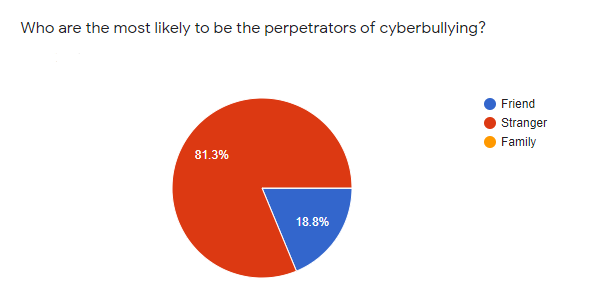 Who are the most likely to be the perpetrators of cyberbullying?
Friend
Stranger
Family
81.3%
18.8%